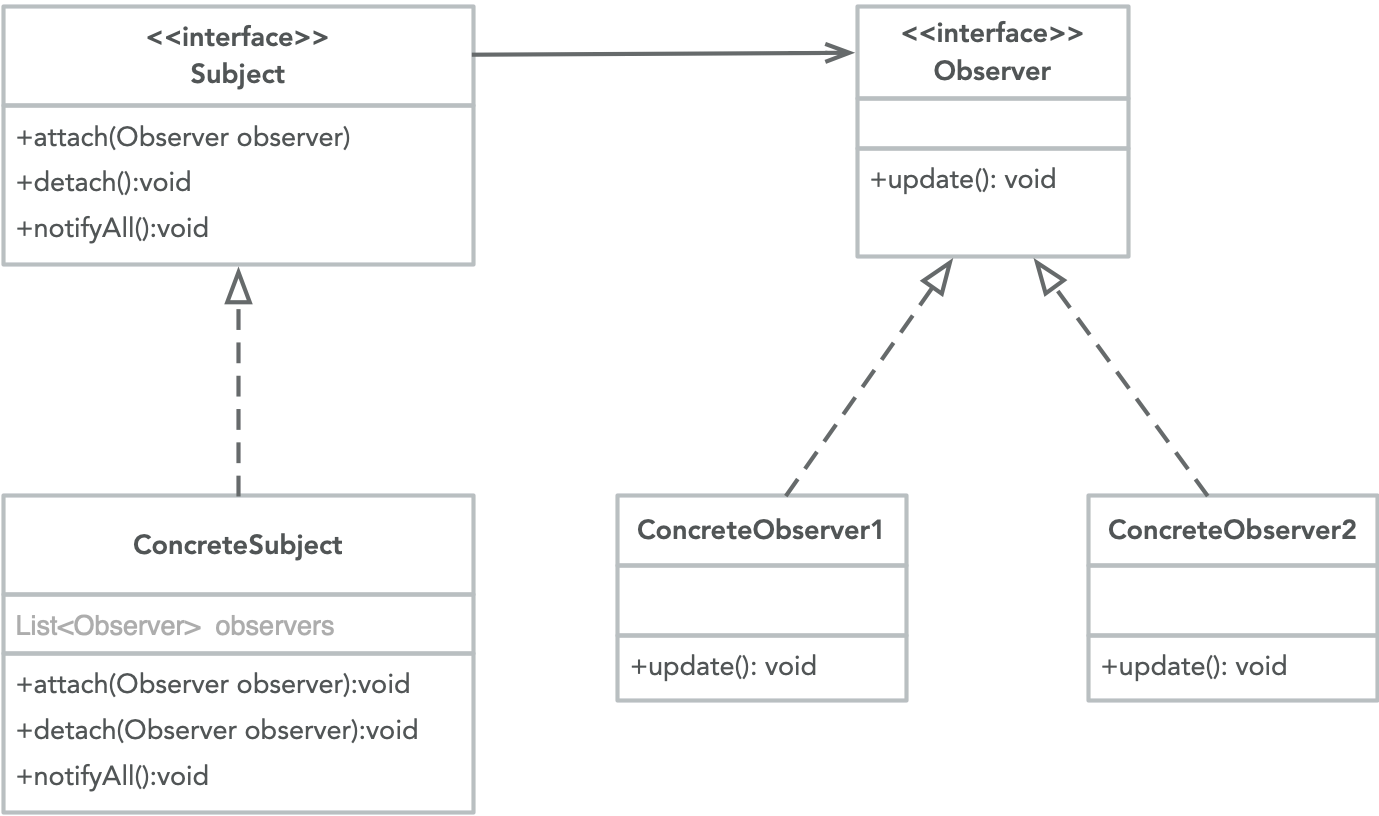 <<interface>>
Subject
+attach(Observer observer)
+detach():void
+notifyAll():void
<<interface>>
Observer
+update(): void
ConcreteSubject
List<Observer>  observers
+attach(Observer observer):void
+detach(Observer observer):void
+notifyAll():void
ConcreteObserver1
+update(): void
ConcreteObserver2
+update(): void